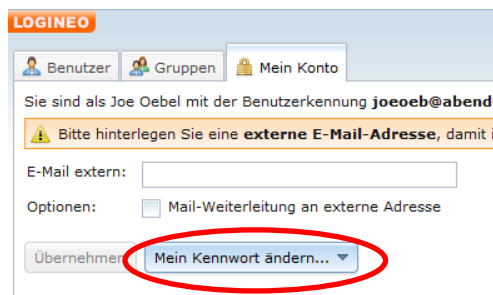 LOGINEO
Benutzer Gruppen Mein Konto
Sie sind als Joe Oebel mit der Benutzerkennung joeoeb@abend
Bitte hinterlegen Sie eine externe E-Mail-Adresse, damit i
E-Mail extern:
Optionen: Mail-Weiterleitung an externe Adresse
Übernehmen Mein Kennwort ändern...